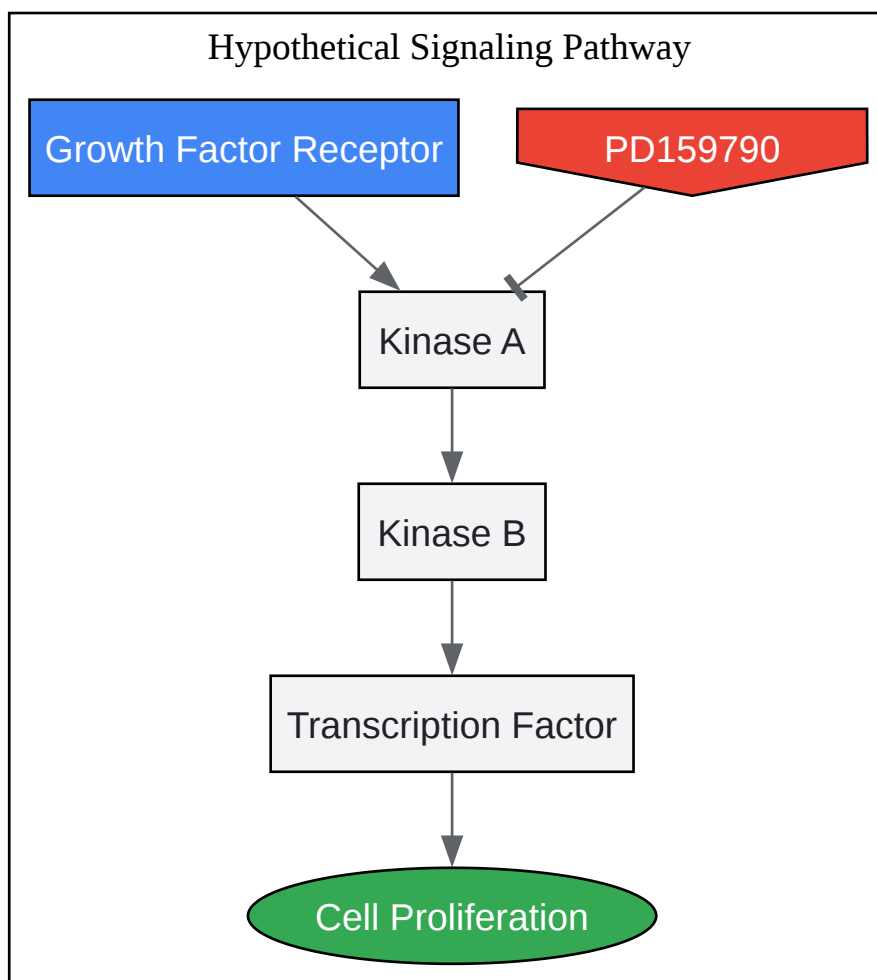 Hypothetical Signaling Pathway
Growth Factor Receptor
PD159790
Kinase A
Kinase B
Transcription Factor
Cell Proliferation